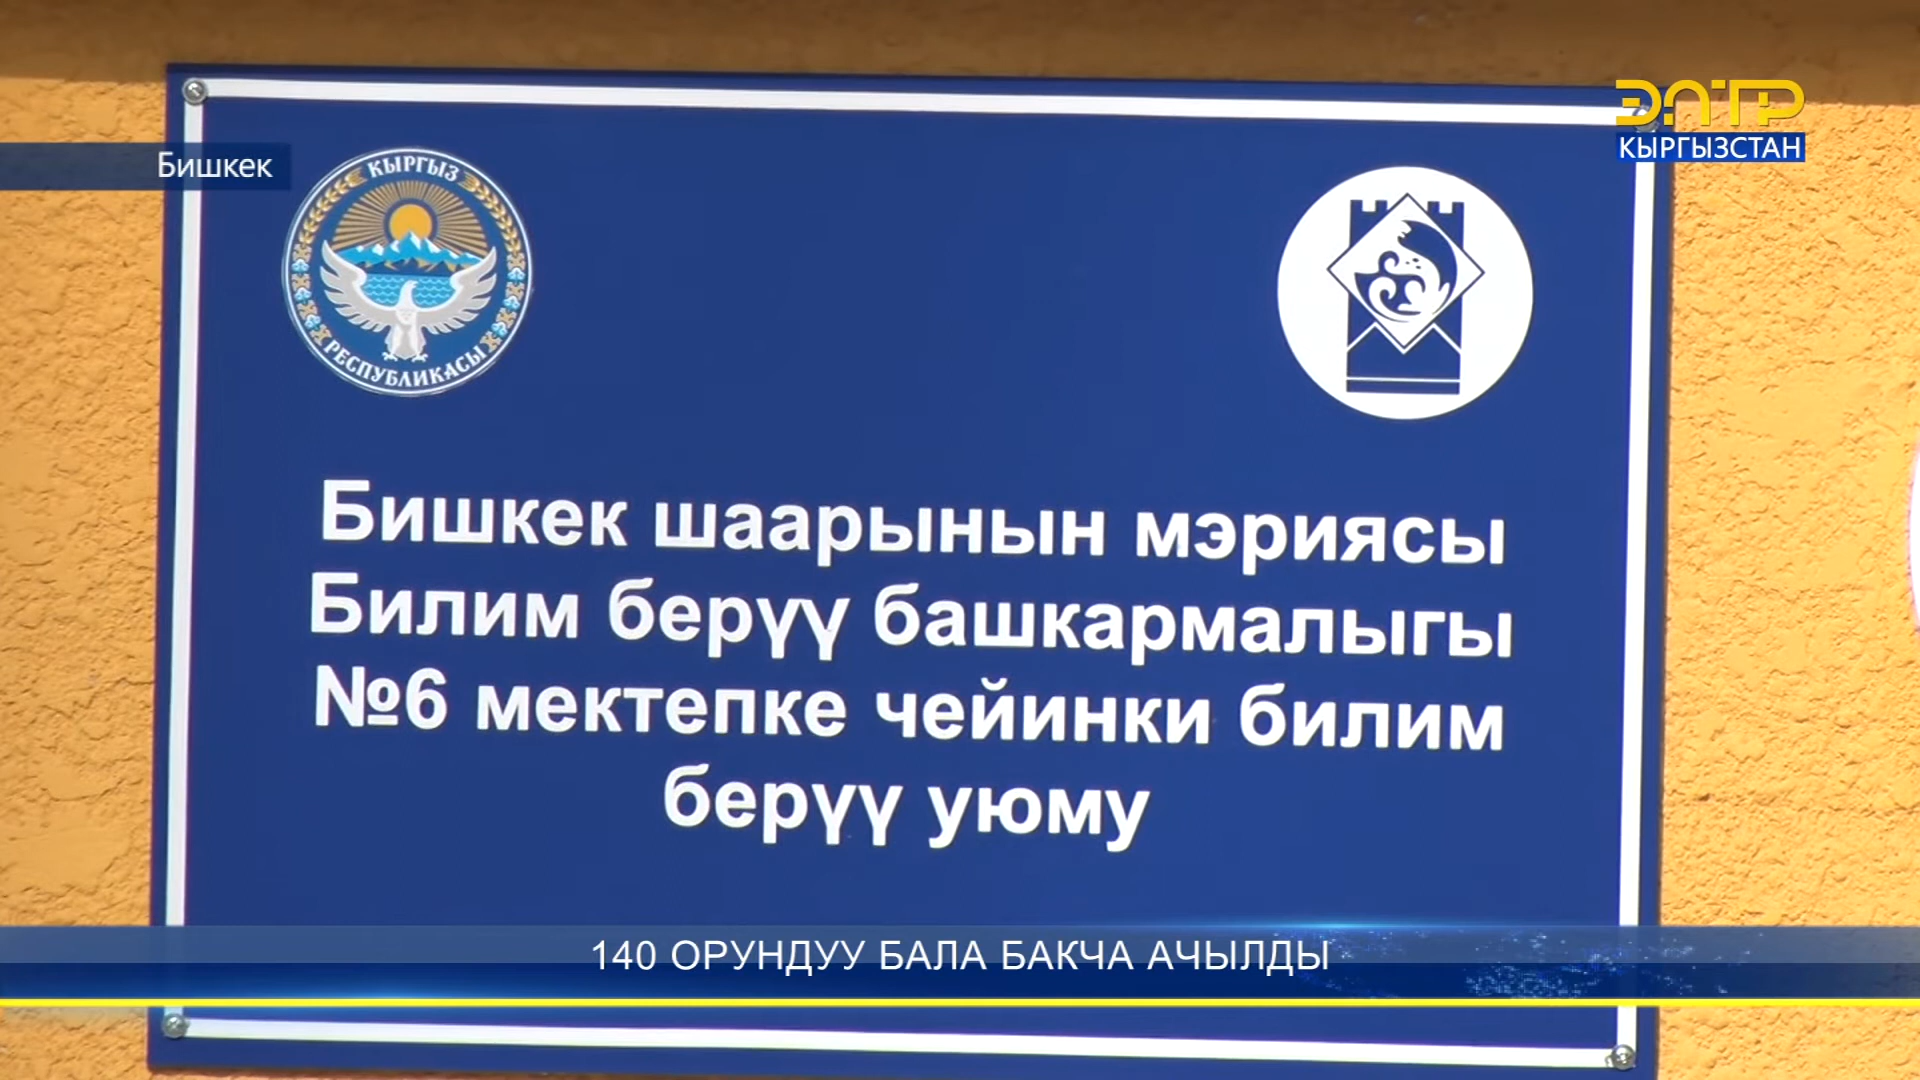 ЭЛТР
КЫРГЫЗСТАН
Бишкек
КЫРГЫЗ
РЕСПУБЛИКАСЫ
Бишкек шаарынын мэриясы
Билим берүү башкармалыгы
№6 мектепке чейинки билим
берүү уюму
140 ОРУНДУУ БАЛА БАКЧА АЧЫЛДЫ